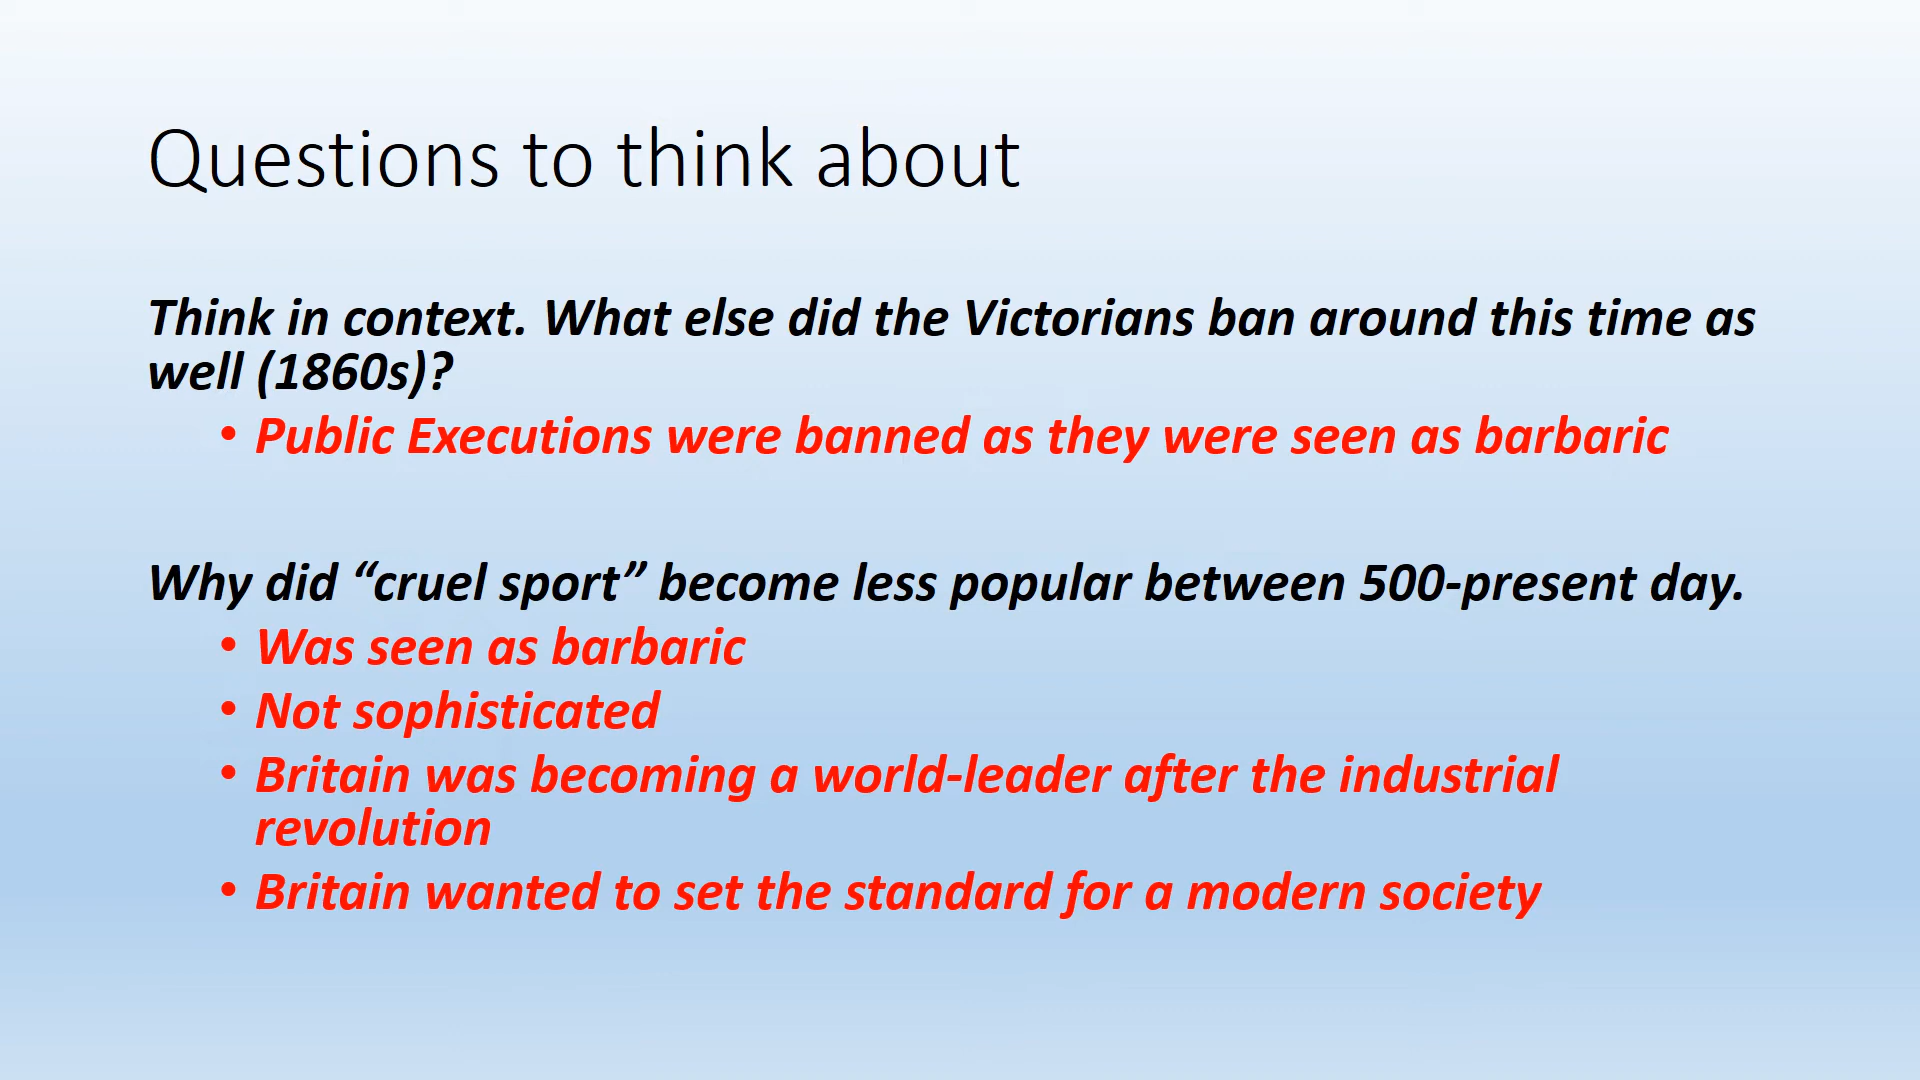 Questions to think about
Think in context. What else did the Victorians ban around this time as
well (1860s)?
• Public Executions were banned as they were seen as barbaric
Why did “cruel sport” become less popular between 500-present day.
• Was seen as barbaric
• Not sophisticated
• Britain was becoming a world-leader after the industrial
revolution
• Britain wanted to set the standard for a modern society